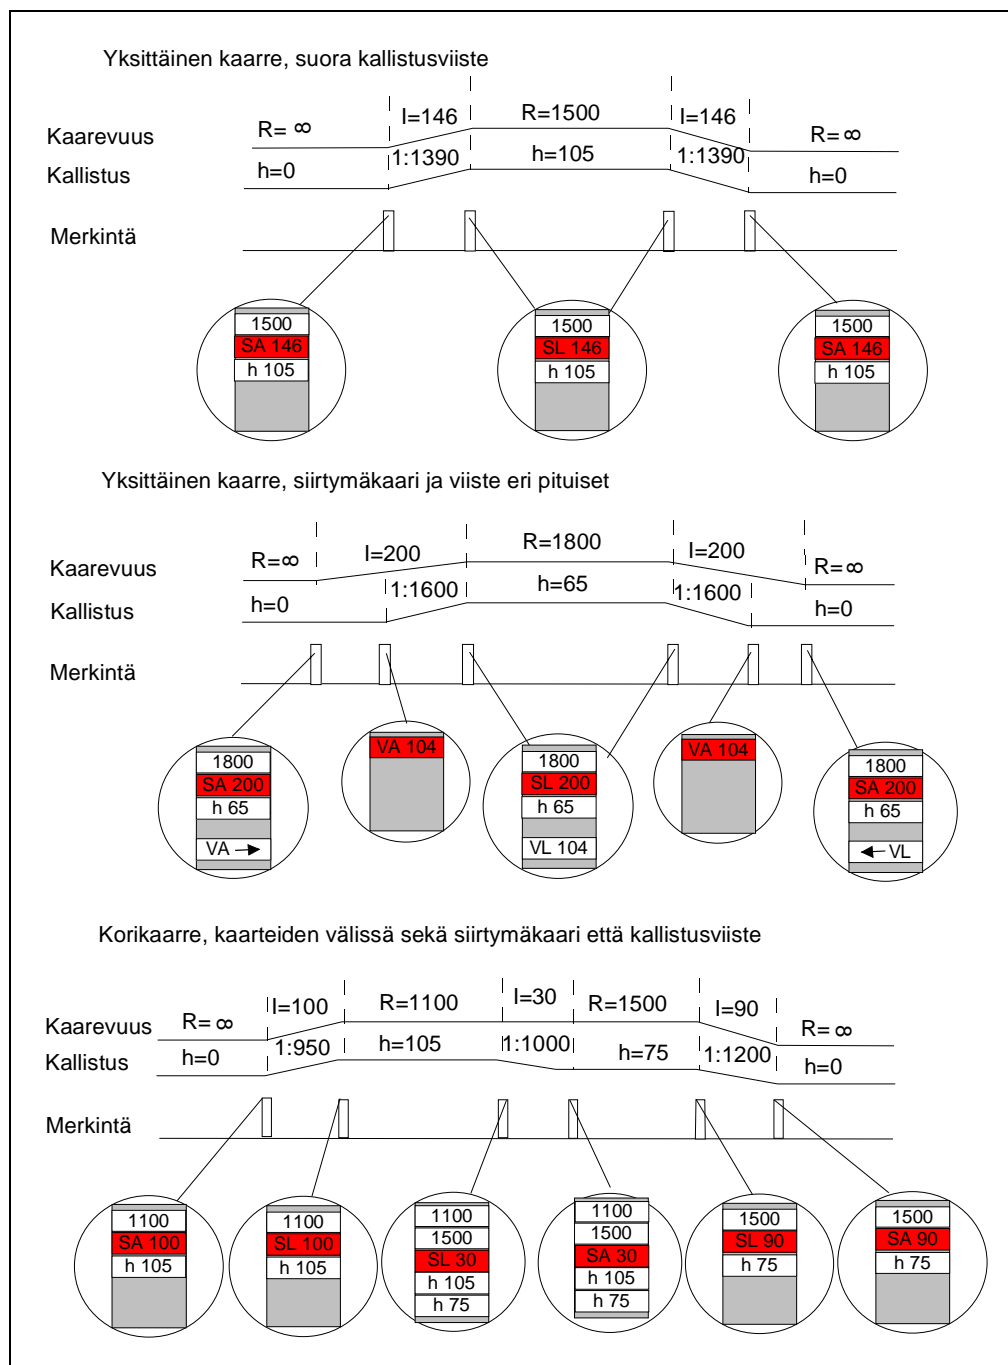 Yksittäinen kaarre, suora kallistusviiste
Kaarevuus
R= ∞
l=146
R=1500
l=146
R= ∞
Kallistus
h=0
1:1390
h=105
1:1390
h=0
Merkintä
1500
SA 146
h 105
1500
SL 146
h 105
1500
SA 146
h 105
Yksittäinen kaarre, siirtymäkaari ja viiste eri pituiset
Kaarevuus
R=∞
l=200
R=1800
l=200
R=∞
Kallistus
h=0
1:1600
h=65
1:1600
h=0
Merkintä
1800
SA 200
h 65
VA →
VA 104
1800
SL 200
h 65
VL 104
VA 104
1800
SA 200
h 65
← VL
Korikaarre, kaarteiden välissä sekä siirtymäkaari että kallistusviiste
Kaarevuus
R= ∞
l=100
R=1100
l=30
R=1500
l=90
R= ∞
Kallistus
h=0
1:950
h=105
1:1000
h=75
1:1200
h=0
Merkintä
1100
SA 100
h 105
1100
SL 100
h 105
1100
1500
SL 30
h 105
h 75
1100
1500
SA 30
h 105
h 75
1500
SL 90
h 75
1500
SA 90
h 75